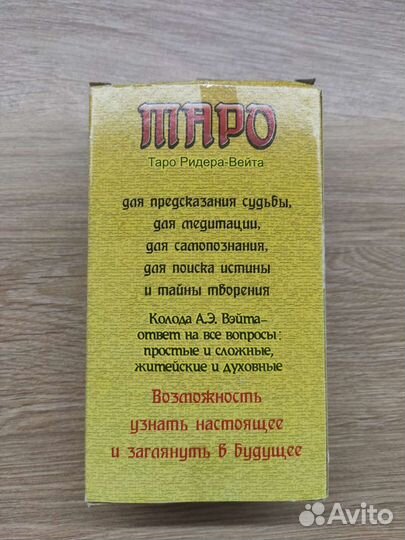 ТАРО
Таро Ридера-Вейта
для предсказания судьбы,
для медитации,
для самопознания,
для поиска истины
и тайны творения
Колода А.Э. Вэйта–
ответ на все вопросы:
простые и сложные,
житейские и духовные
Возможность
узнать настоящее
и заглянуть в будущее
Avito